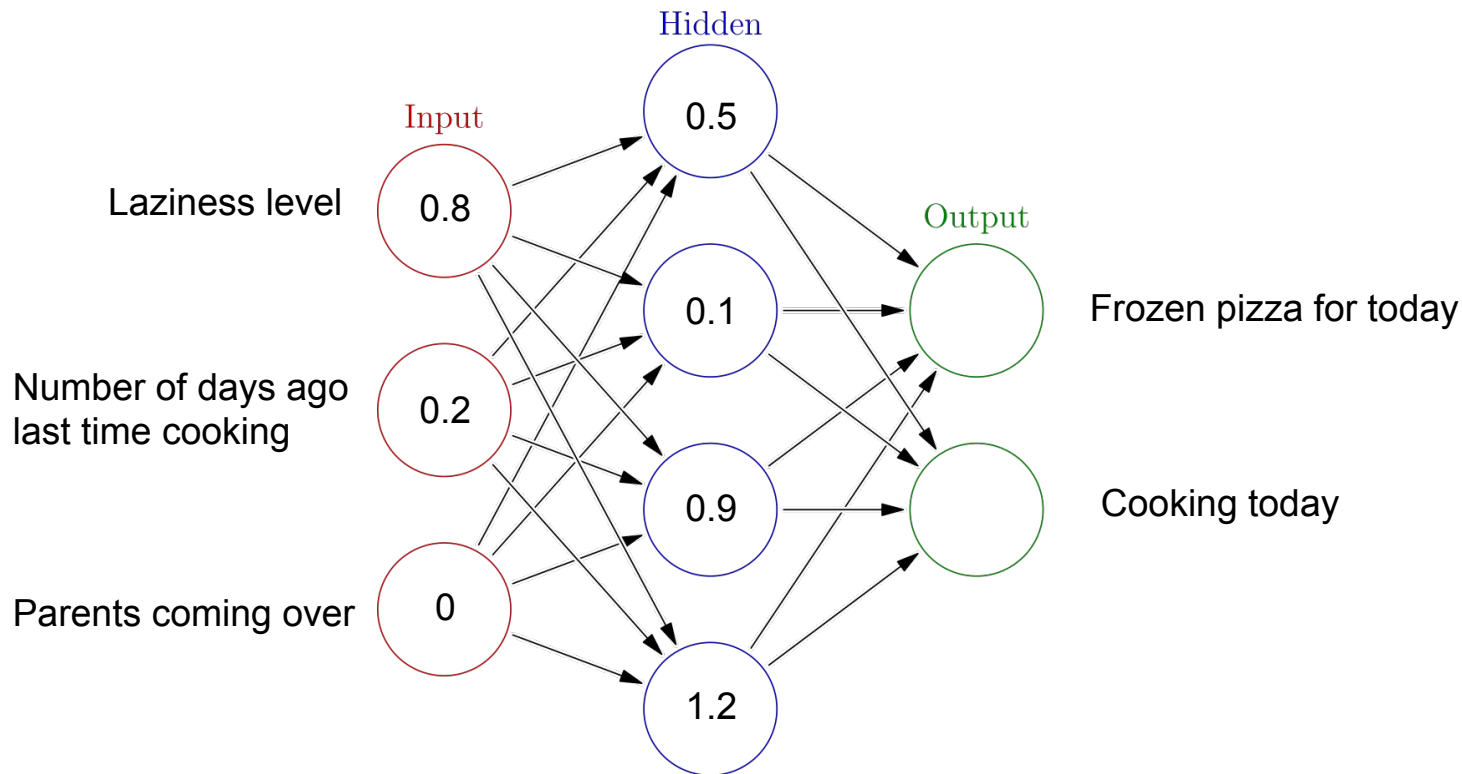 Hidden
0.5
Input
Laziness level
0.8
Output
0.1
Frozen pizza for today
Number of days ago
last time cooking
0.2
0.9
Cooking today
Parents coming over
0
1.2